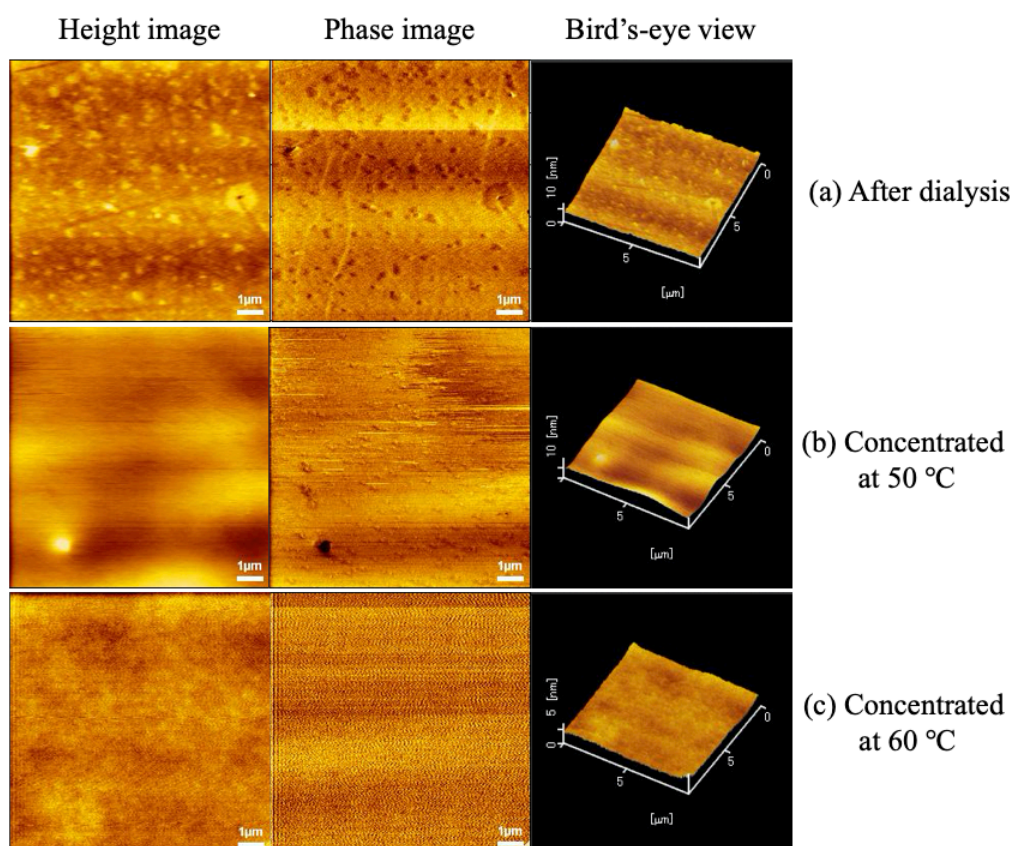 Height image Phase image Bird's-eye view
1μm 1μm 0 10 [nm] 5 [μm] 5 0 (a) After dialysis
1μm 1μm 10 [nm] 5 [μm] 5 0 (b) Concentrated
at 50 ℃
1μm 1μm 0 5 [nm] 5 [μm] 5 0 (c) Concentrated
at 60 ℃